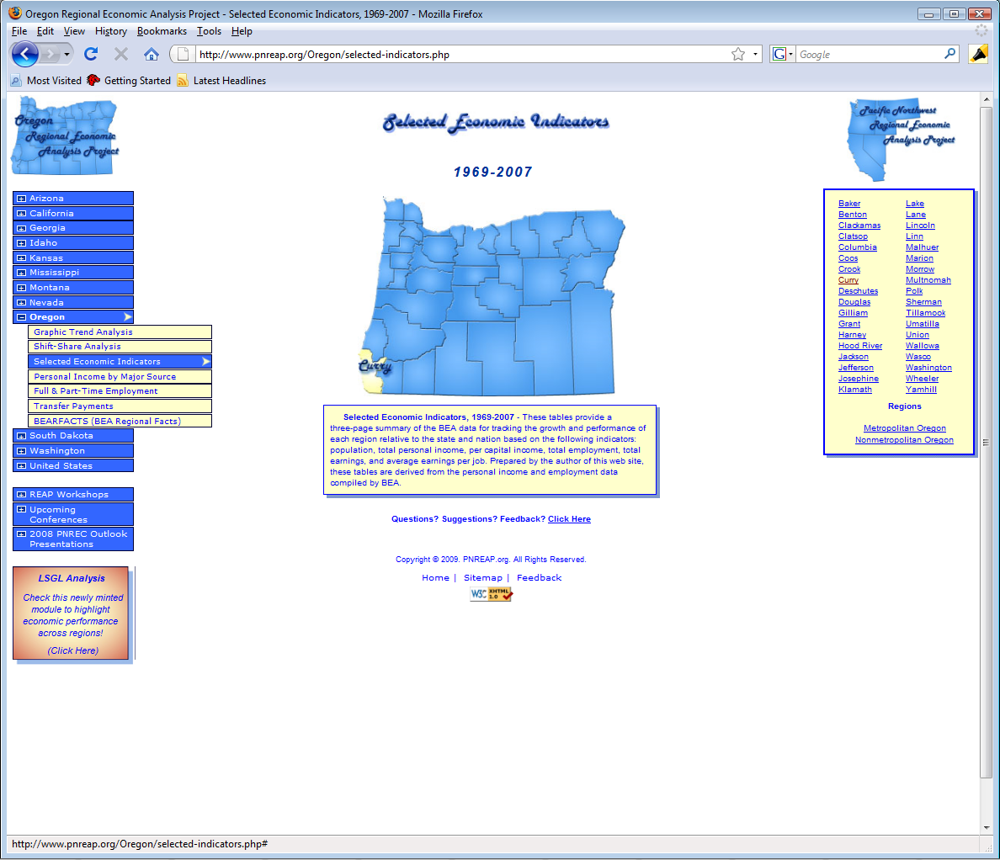 Oregon Regional Economic Analysis Project - Selected Economic Indicators, 1969-2007 - Mozilla Firefox
File Edit View History Bookmarks Tools Help
http://www.pnreap.org/Oregon/selected-indicators.php
G
Google
Most Visited Getting Started Latest Headlines
Oregon
Regional Economic
Analysis Project
Selected Economic Indicators
Pacific Northwest
Regional Economic
Analysis Project
1969-2007
Arizona
California
Georgia
Idaho
Kansas
Mississippi
Montana
Nevada
Oregon
Graphic Trend Analysis
Shift-Share Analysis
Selected Economic Indicators
Personal Income by Major Source
Full & Part-Time Employment
Transfer Payments
BEARFACTS (BEA Regional Facts)
South Dakota
Washington
United States
REAP Workshops
Upcoming
Conferences
2008 PNREC Outlook
Presentations
LSGL Analysis
Check this newly minted
module to highlight
economic performance
across regions!
(Click Here)
Curry
Selected Economic Indicators, 1969-2007 - These tables provide a
three-page summary of the BEA data for tracking the growth and performance of
each region relative to the state and nation based on the following indicators:
population, total personal income, per capital income, total employment, total
earnings, and average earnings per job. Prepared by the author of this web site,
these tables are derived from the personal income and employment data
compiled by BEA.
Questions? Suggestions? Feedback? Click Here
Copyright © 2009. PNREAP.org. All Rights Reserved.
Home | Sitemap | Feedback
W3C XHTML 1.0
Baker Lake
Benton Lane
Clackamas Lincoln
Clatsop Linn
Columbia Malhuer
Coos Marion
Crook Morrow
Curry Multnomah
Deschutes Polk
Douglas Sherman
Gilliam Tillamook
Grant Umatilla
Harney Union
Hood River Wallowa
Jackson Wasco
Jefferson Washington
Josephine Wheeler
Klamath Yamhill
Regions
Metropolitan Oregon
Nonmetropolitan Oregon
http://www.pnreap.org/Oregon/selected-indicators.php#